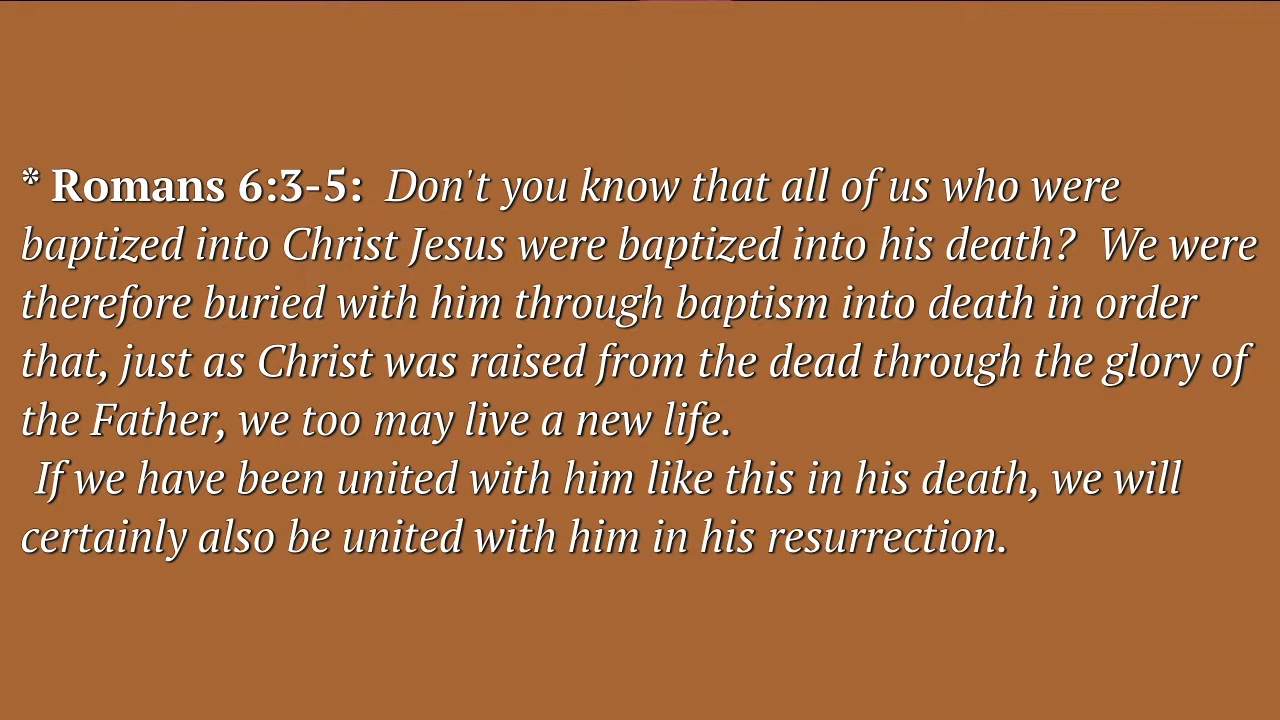 * Romans 6:3-5:  Don't you know that all of us who were
baptized into Christ Jesus were baptized into his death?  We were
therefore buried with him through baptism into death in order
that, just as Christ was raised from the dead through the glory of
the Father, we too may live a new life.
If we have been united with him like this in his death, we will
certainly also be united with him in his resurrection.